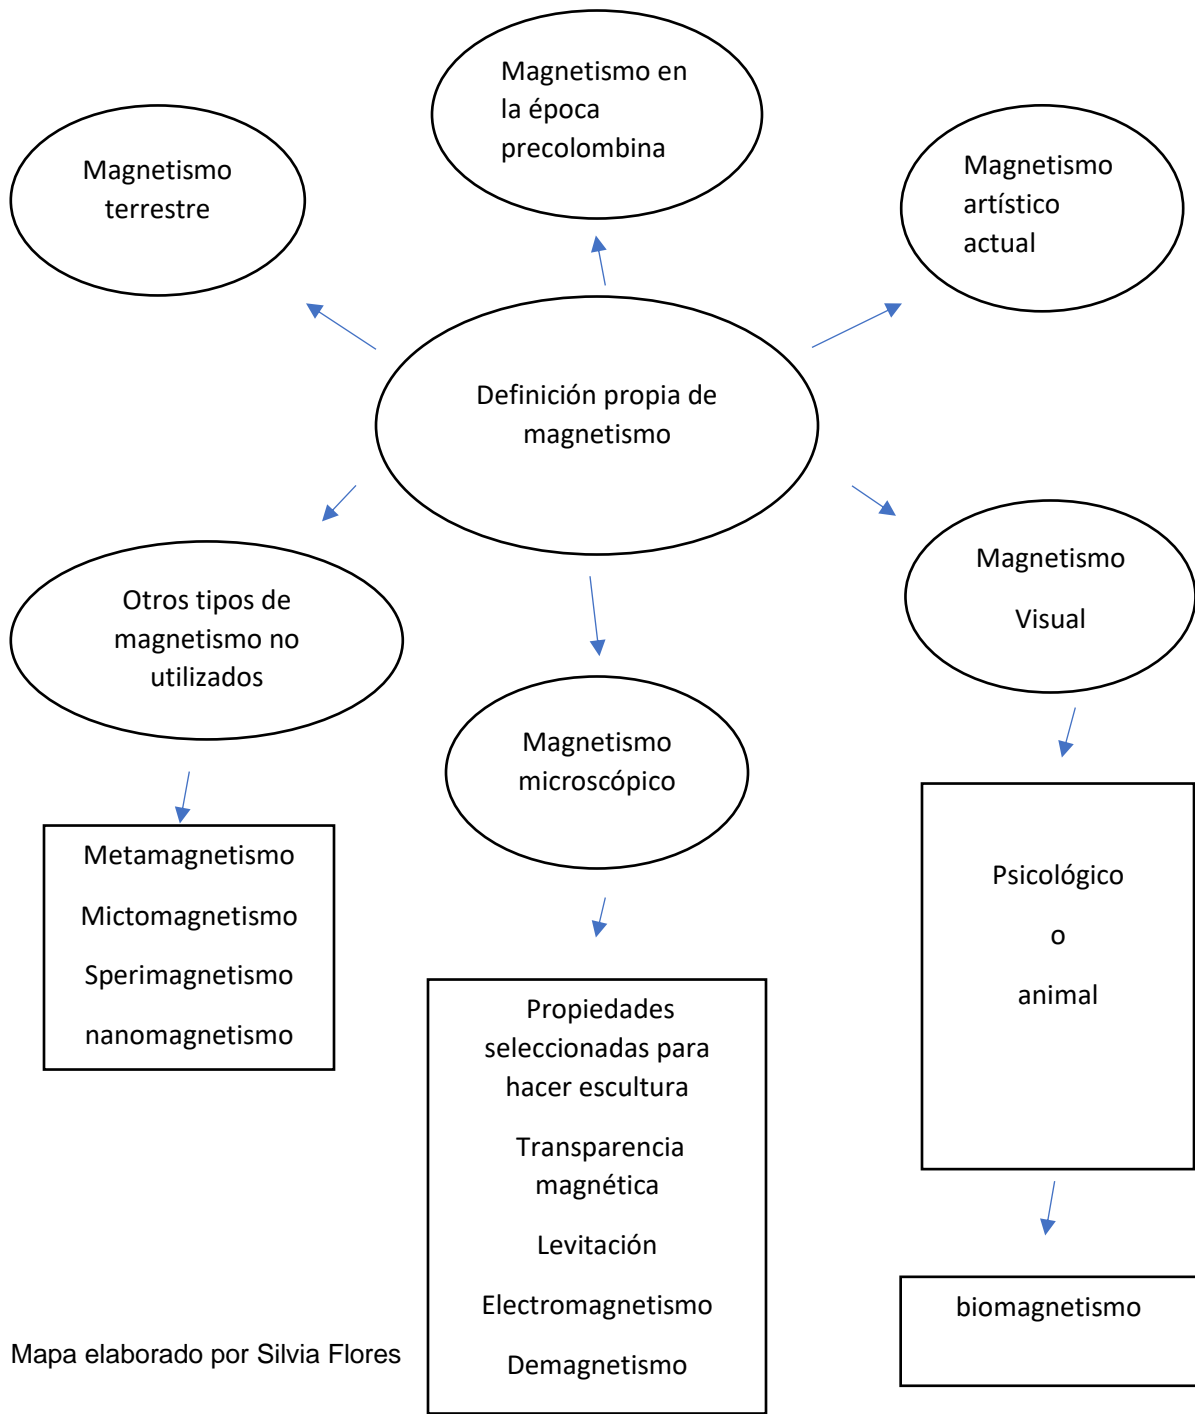 Magnetismo en
la época
precolombina
Magnetismo
terrestre
Magnetismo
artístico
actual
Definición propia de
magnetismo
Otros tipos de
magnetismo no
utilizados
Magnetismo
microscópico
Magnetismo
Visual
Metamagnetismo
Mictomagnetismo
Sperimagnetismo
nanomagnetismo
Propiedades
seleccionadas para
hacer escultura
Transparencia
magnética
Levitación
Electromagnetismo
Demagnetismo
Psicológico
o
animal
biomagnetismo
Mapa elaborado por Silvia Flores